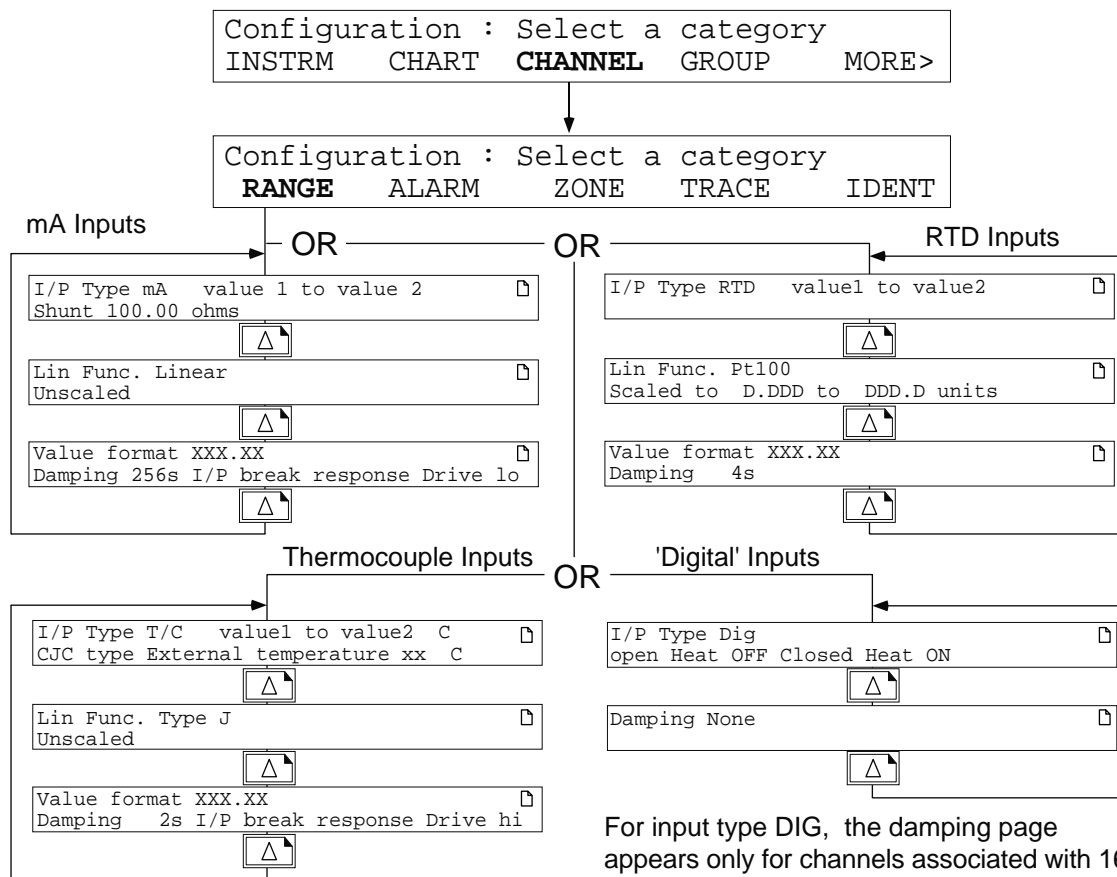 Configuration : Select a category
INSTRM CHART CHANNEL GROUP MORE>
Configuration : Select a category
RANGE ALARM ZONE TRACE IDENT
mA Inputs
OR
OR
RTD Inputs
I/P Type mA value 1 to value 2
Shunt 100.00 ohms
Lin Func. Linear
Unscaled
Value format XXX.XX
Damping 256s I/P break response Drive lo
I/P Type RTD value1 to value2
Lin Func. Pt100
Scaled to D.DDD to DDD.D units
Value format XXX.XX
Damping 4s
Thermocouple Inputs
OR
'Digital' Inputs
I/P Type T/C value1 to value2 C
CJC type External temperature xx C
Lin Func. Type J
Unscaled
Value format XXX.XX
Damping 2s I/P break response Drive hi
I/P Type Dig
open Heat OFF Closed Heat ON
Damping None
For input type DIG, the damping page
appears only for channels associated with